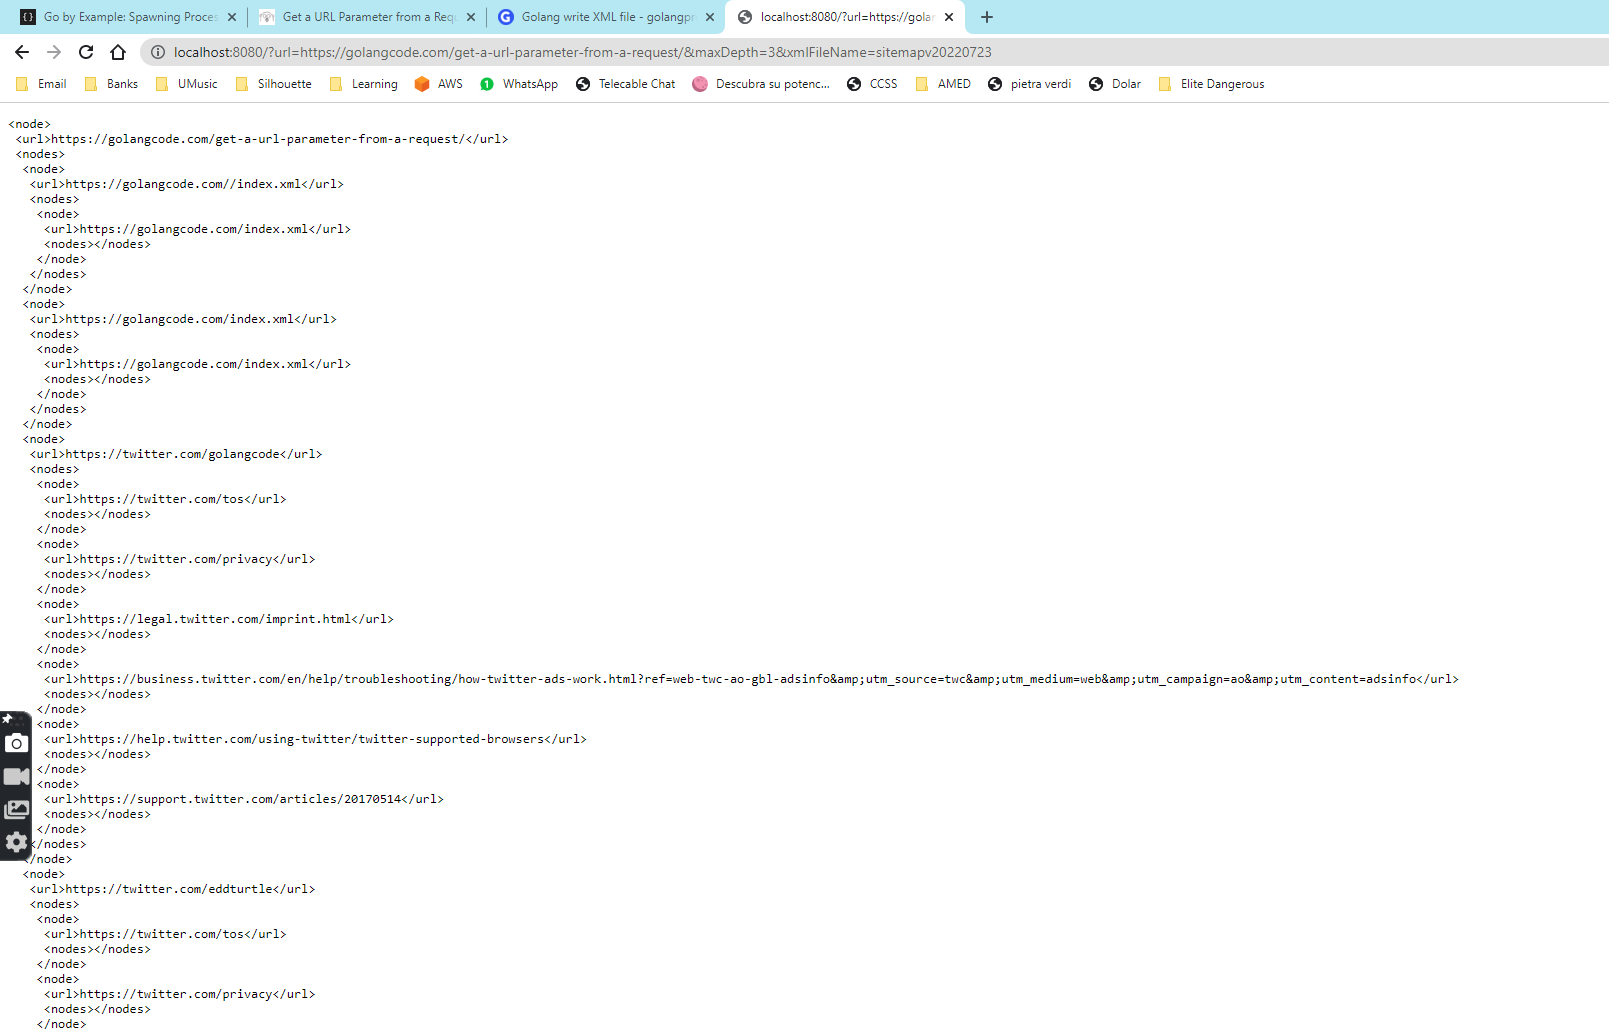 Go by Example: Spawning Proces
Get a URL Parameter from a Requ
Golang write XML file - golangpr
localhost:8080/?url=https://golan
localhost:8080/?url=https://golangcode.com/get-a-url-parameter-from-a-request/&maxDepth=3&xmlFileName=sitemapv20220723
Email Banks UMusic Silhouette Learning AWS WhatsApp Telecable Chat Descubra su potenc... CCSS AMED pietra verdi Dolar Elite Dangerous
<node>
<url>https://golangcode.com/get-a-url-parameter-from-a-request/</url>
<nodes>
<node>
<url>https://golangcode.com//index.xml</url>
<nodes>
<node>
<url>https://golangcode.com/index.xml</url>
<nodes></nodes>
</node>
</nodes>
</node>
<node>
<url>https://golangcode.com/index.xml</url>
<nodes>
<node>
<url>https://golangcode.com/index.xml</url>
<nodes></nodes>
</node>
</nodes>
</node>
<node>
<url>https://twitter.com/golangcode</url>
<nodes>
<node>
<url>https://twitter.com/tos</url>
<nodes></nodes>
</node>
<node>
<url>https://twitter.com/privacy</url>
<nodes></nodes>
</node>
<node>
<url>https://legal.twitter.com/imprint.html</url>
<nodes></nodes>
</node>
<node>
<url>https://business.twitter.com/en/help/troubleshooting/how-twitter-ads-work.html?ref=web-twc-ao-gbl-adsinfo&amp;utm_source=twc&amp;utm_medium=web&amp;utm_campaign=ao&amp;utm_content=adsinfo</url>
<nodes></nodes>
</node>
<node>
<url>https://help.twitter.com/using-twitter/twitter-supported-browsers</url>
<nodes></nodes>
</node>
<node>
<url>https://support.twitter.com/articles/20170514</url>
<nodes></nodes>
</node>
</nodes>
</node>
<node>
<url>https://twitter.com/eddturtle</url>
<nodes>
<node>
<url>https://twitter.com/tos</url>
<nodes></nodes>
</node>
<node>
<url>https://twitter.com/privacy</url>
<nodes></nodes>
</node>